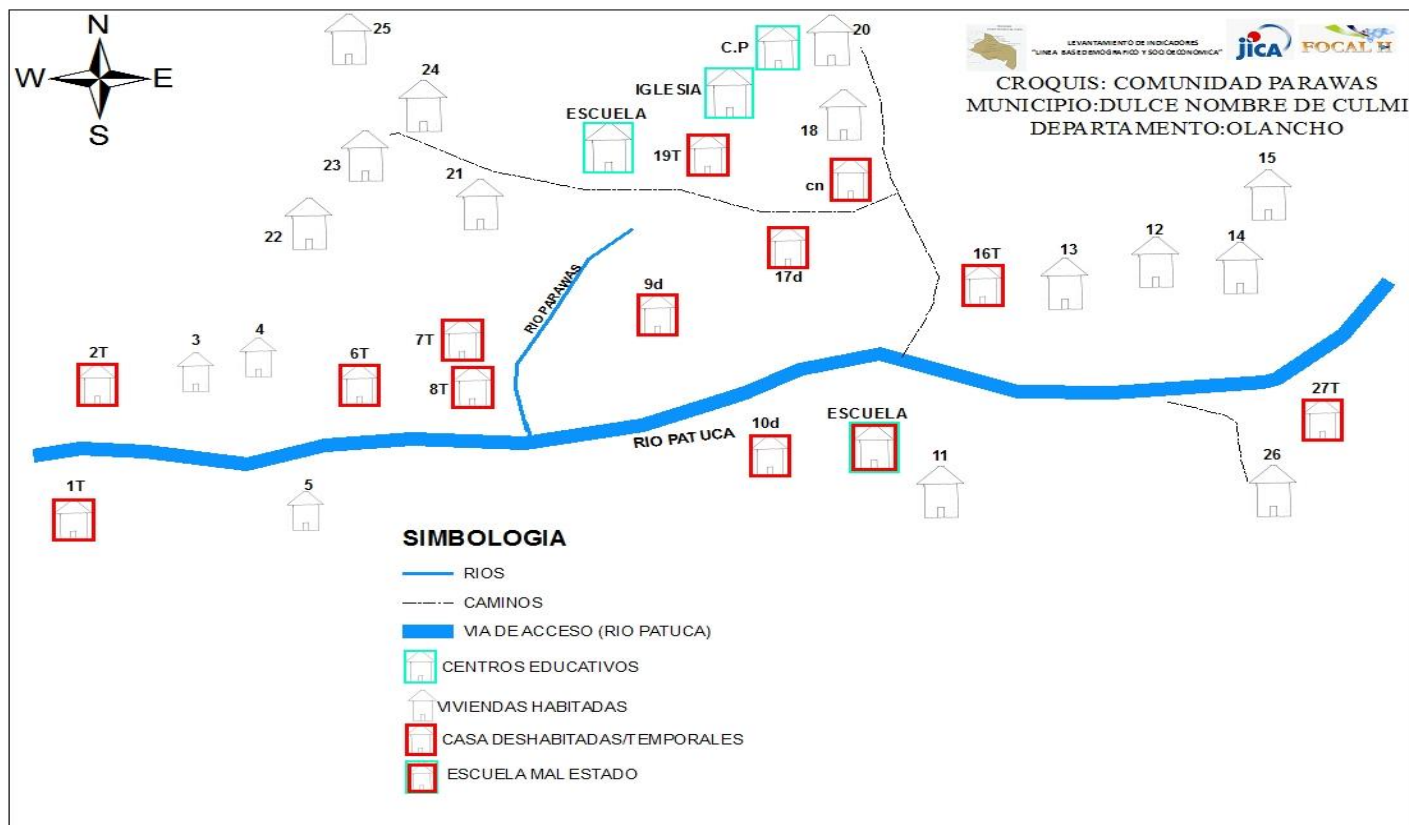 N
W E
S
25
24
23
22
21
C.P
20
IGLESIA
ESCUELA
19T
18
cn
LEVANTAMIENTO DE INDICADORES
"LINEA BASE DEMOGRAFICO Y SOCIOECONOMICA"
jICA
FOCAL H
CROQUIS: COMUNIDAD PARAWAS
MUNICIPIO:DULCE NOMBRE DE CULMI
DEPARTAMENTO:OLANCHO
15
12
14
13
16T
17d
9d
RIO PARAWAS
7T
8T
6T
4
3
2T
1T
5
RIO PATUCA
10d
ESCUELA
11
27T
26
SIMBOLOGIA
RIOS
CAMINOS
VIA DE ACCESO (RIO PATUCA)
CENTROS EDUCATIVOS
VIVIENDAS HABITADAS
CASA DESHABITADAS/TEMPORALES
ESCUELA MAL ESTADO